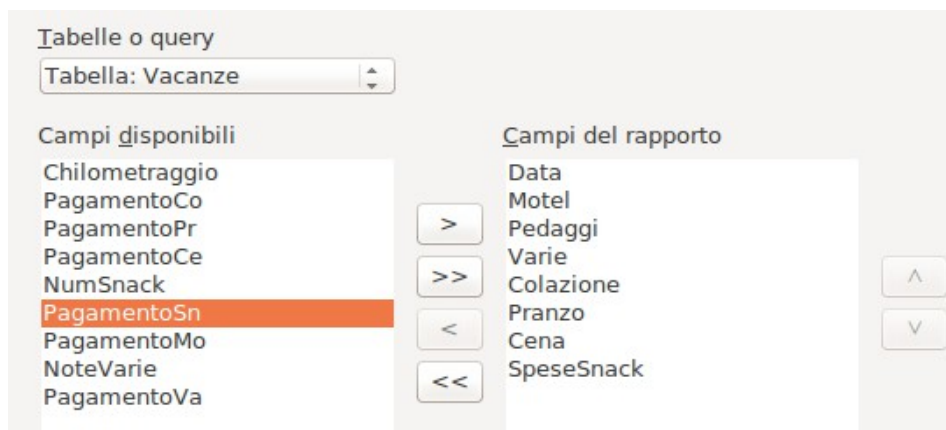 Tabelle o query
Tabella: Vacanze
Campi disponibili
Chilometraggio
PagamentoCo
PagamentoPr
PagamentoCe
NumSnack
PagamentoSn
PagamentoMo
NoteVarie
PagamentoVa
>
>>
<
<<
Campi del rapporto
Data
Motel
Pedaggi
Varie
Colazione
Pranzo
Cena
SpeseSnack